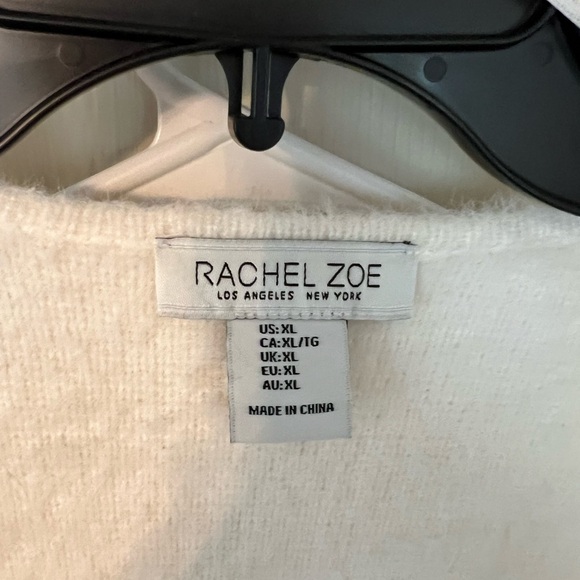 RACHEL ZOE
LOS ANGELES NEW YORK
US:XL
CA:XL/TG
UK:XL
EU:XL
AU:XL
MADE IN CHINA